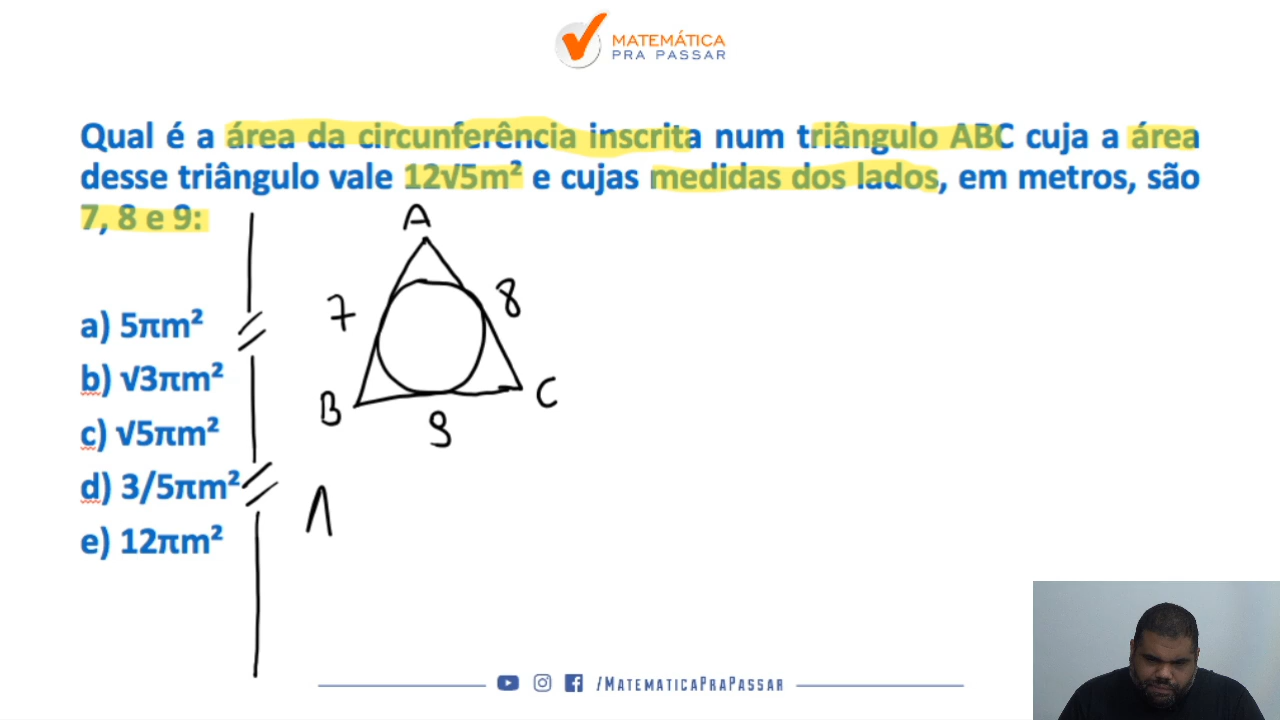 MATEMÁTICA
PRA PASSAR
Qual é a área da circunferência inscrita num triângulo ABC cuja a área
desse triângulo vale 12√5m² e cujas medidas dos lados, em metros, são
7, 8 e 9:
A
7
8
B
C
9
a) 5πm²
b) √3πm²
c) √5πm²
d) 3/5πm²
e) 12πm²
/MATEMATICAPRAPASSAR